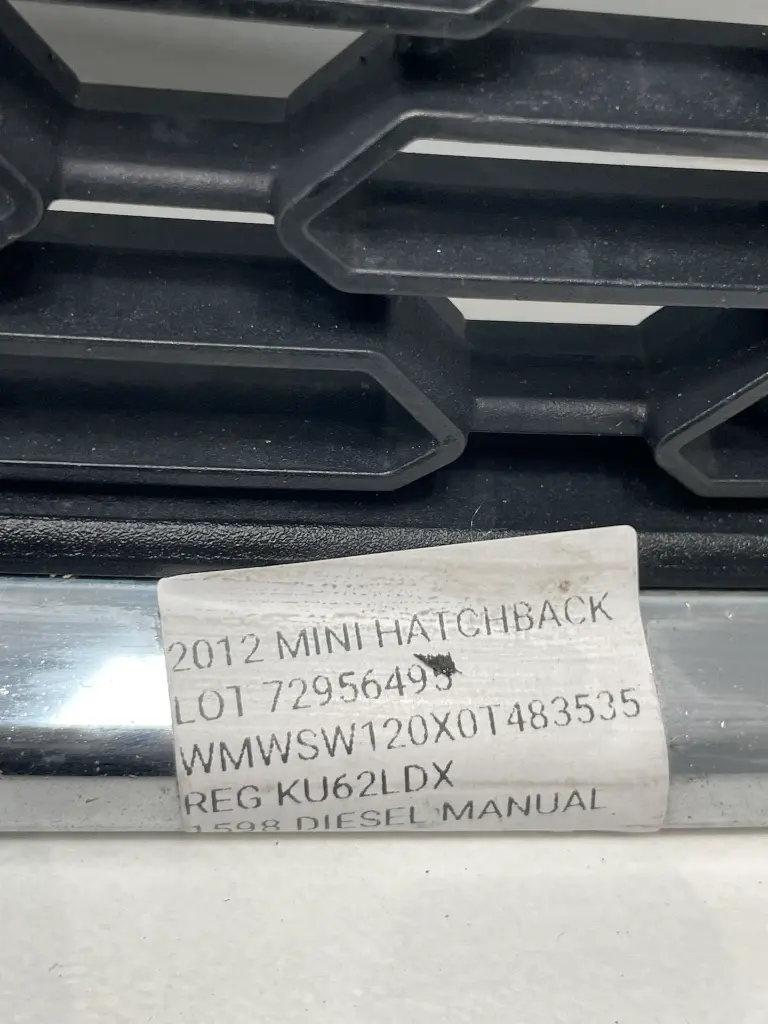 2012 MINI HATCHBACK
LOT 72956495
WMWSW120X0T483535
REG KU62LDX
1598 DIESEL MANUAL